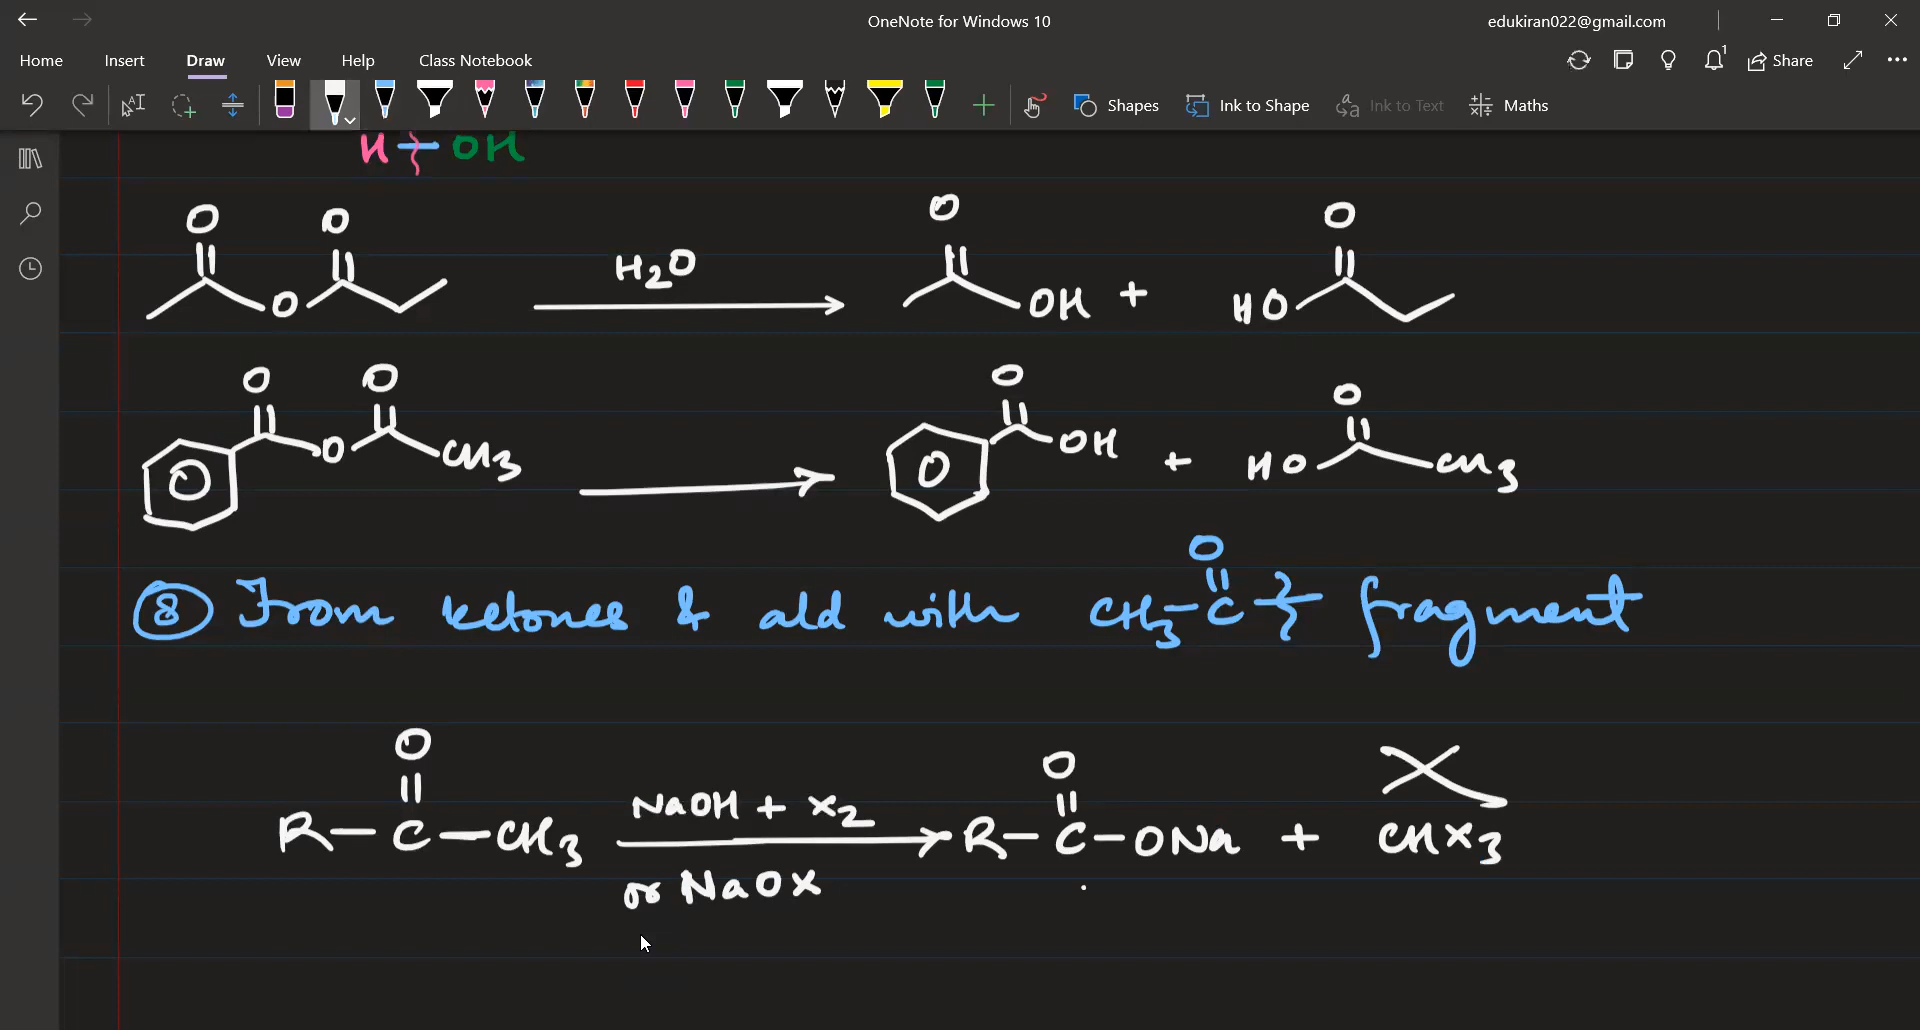 OneNote for Windows 10
edukiran022@gmail.com
Home Insert Draw View Help Class Notebook
1
Share
Shapes Ink to Shape Ink to Text Maths
H OH
O O O O
H2O
O OH + HO
O O O O
O O CH3 O OH + HO CH3
O
8 From ketones & ald with CH3-C fragment
O O
NaOH + X2
R-C-CH3 R-C-ONa + CHX3
or NaOX